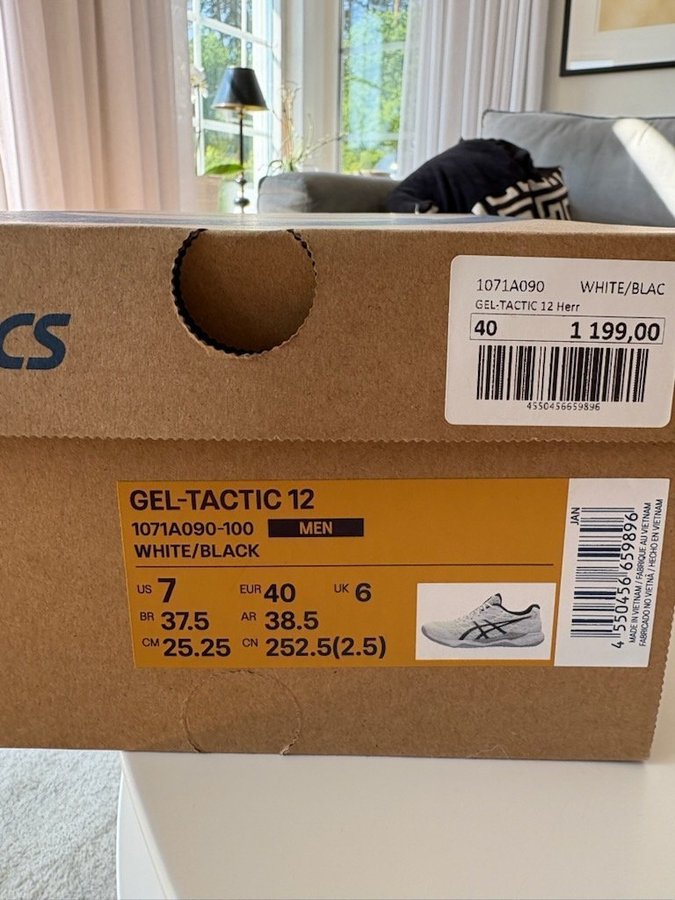 CS
1071A090 WHITE/BLAC
GEL-TACTIC 12 Herr
40 1 199,00
4550456659896
GEL-TACTIC 12
1071A090-100 MEN
WHITE/BLACK
US 7 EUR 40 UK 6
BR 37.5 AR 38.5
CM 25.25 CN 252.5(2.5)
JAN
4 550456 659896
MADE IN VIETNAM / FABRIQUÉ AU VIETNAM
FABRICADO NO VIETNÃ / HECHO EN VIETNAM